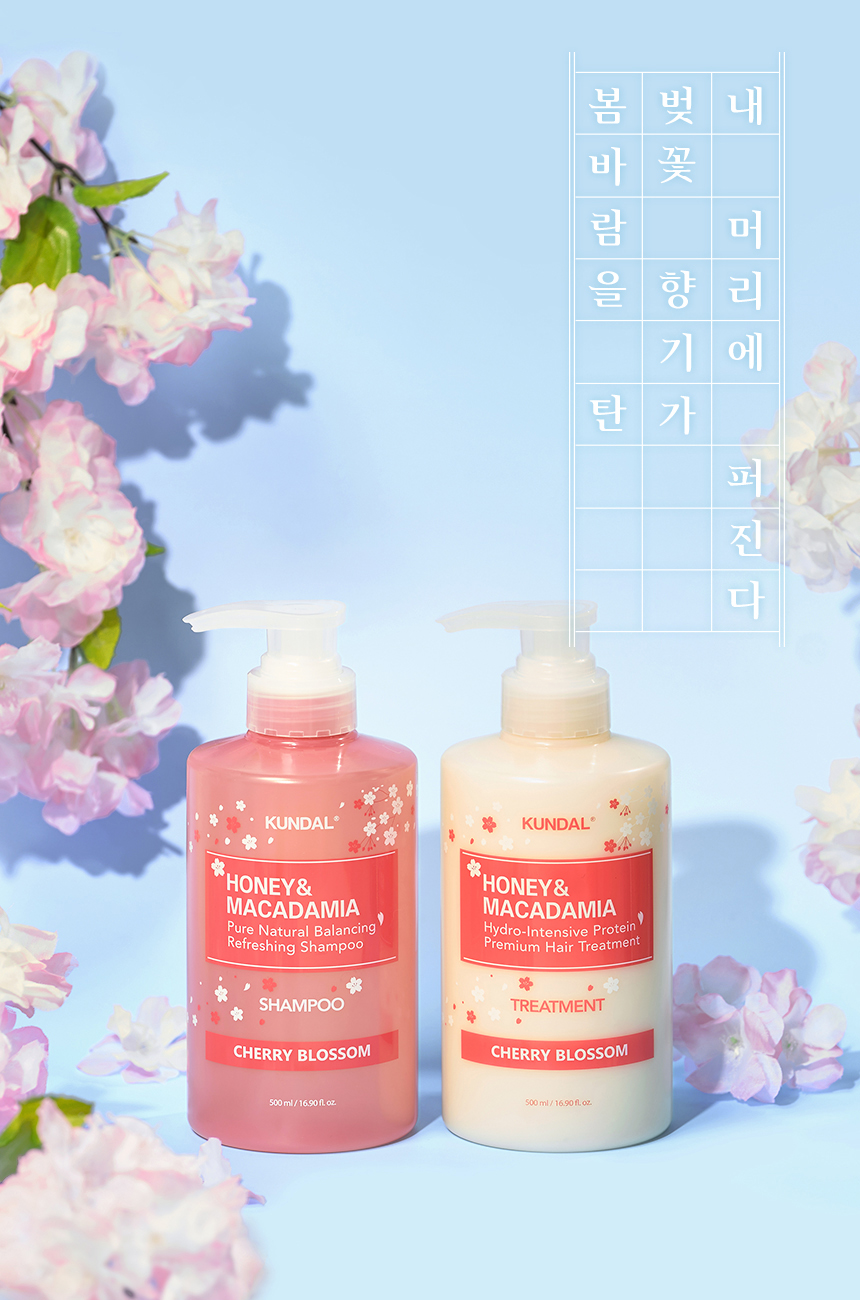 봄바람을 탄
벚꽃 향기가
내 머리에 퍼진다
KUNDAL®
HONEY&
MACADAMIA
Pure Natural Balancing
Refreshing Shampoo
SHAMPOO
CHERRY BLOSSOM
500 ml / 16.90 fl. oz.
KUNDAL®
HONEY&
MACADAMIA
Hydro-Intensive Protein
Premium Hair Treatment
TREATMENT
CHERRY BLOSSOM
500 ml / 16.90 fl. oz.